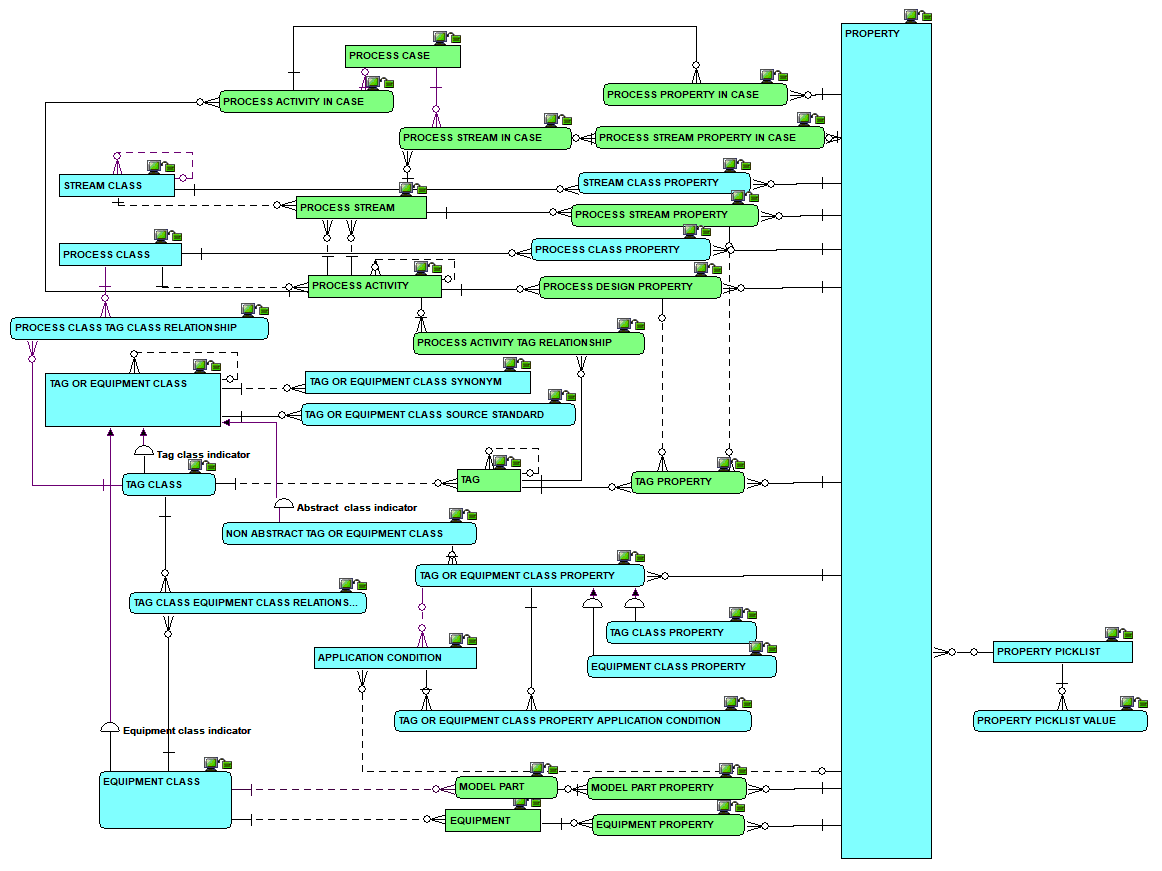 PROPERTY
PROCESS CASE
PROCESS ACTIVITY IN CASE
PROCESS PROPERTY IN CASE
PROCESS STREAM IN CASE
PROCESS STREAM PROPERTY IN CASE
STREAM CLASS
STREAM CLASS PROPERTY
PROCESS STREAM
PROCESS STREAM PROPERTY
PROCESS CLASS
PROCESS CLASS PROPERTY
PROCESS ACTIVITY
PROCESS DESIGN PROPERTY
PROCESS CLASS TAG CLASS RELATIONSHIP
PROCESS ACTIVITY TAG RELATIONSHIP
TAG OR EQUIPMENT CLASS
TAG OR EQUIPMENT CLASS SYNONYM
TAG OR EQUIPMENT CLASS SOURCE STANDARD
Tag class indicator
TAG CLASS
TAG
TAG PROPERTY
Abstract class indicator
NON ABSTRACT TAG OR EQUIPMENT CLASS
TAG OR EQUIPMENT CLASS PROPERTY
TAG CLASS EQUIPMENT CLASS RELATIONS...
TAG CLASS PROPERTY
APPLICATION CONDITION
EQUIPMENT CLASS PROPERTY
PROPERTY PICKLIST
TAG OR EQUIPMENT CLASS PROPERTY APPLICATION CONDITION
PROPERTY PICKLIST VALUE
Equipment class indicator
EQUIPMENT CLASS
MODEL PART
MODEL PART PROPERTY
EQUIPMENT
EQUIPMENT PROPERTY